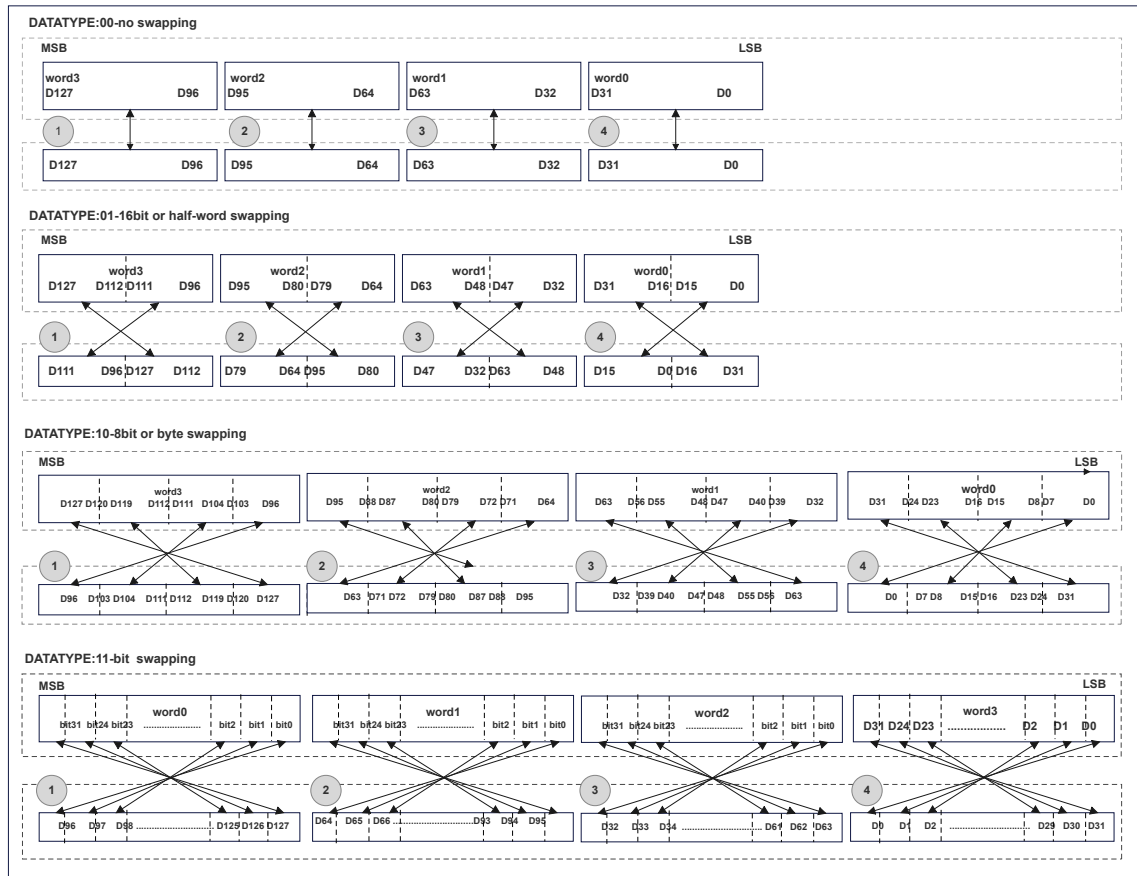 DATATYPE:00-no swapping
MSB LSB
word3 word2 word1 word0
D127 D96 D95 D64 D63 D32 D31 D0
1 2 3 4
D127 D96 D95 D64 D63 D32 D31 D0
DATATYPE:01-16bit or half-word swapping
MSB LSB
word3 word2 word1 word0
D127 D112 D111 D96 D95 D80 D79 D64 D63 D48 D47 D32 D31 D16 D15 D0
1 2 3 4
D111 D96 D127 D112 D79 D64 D95 D80 D47 D32 D63 D48 D15 D0 D16 D31
DATATYPE:10-8bit or byte swapping
MSB LSB
word3 word2 word1 word0
D127 D120 D119 D112 D111 D104 D103 D96 D95 D88 D87 D80 D79 D72 D71 D64 D63 D56 D55 D48 D47 D40 D39 D32 D31 D24 D23 D16 D15 D8 D7 D0
1 2 3 4
D96 D103 D104 D111 D112 D119 D120 D127 D63 D71 D72 D79 D80 D87 D88 D95 D32 D39 D40 D47 D48 D55 D56 D63 D0 D7 D8 D15 D16 D23 D24 D31
DATATYPE:11-bit swapping
MSB LSB
word0 word1 word2 word3
bit31 bit24 bit23 ..................... bit2 bit1 bit0 bit31 bit24 bit23 ..................... bit2 bit1 bit0 bit31 bit24 bit23 ..................... bit2 bit1 bit0 D31 D24 D23 ..................... D2 D1 D0
1 2 3 4
D96 D97 D98 ........................... D125 D126 D127 D64 D65 D66 ........................... D93 D94 D95 D32 D33 D34 ........................... D61 D62 D63 D0 D1 D2 ........................... D29 D30 D31